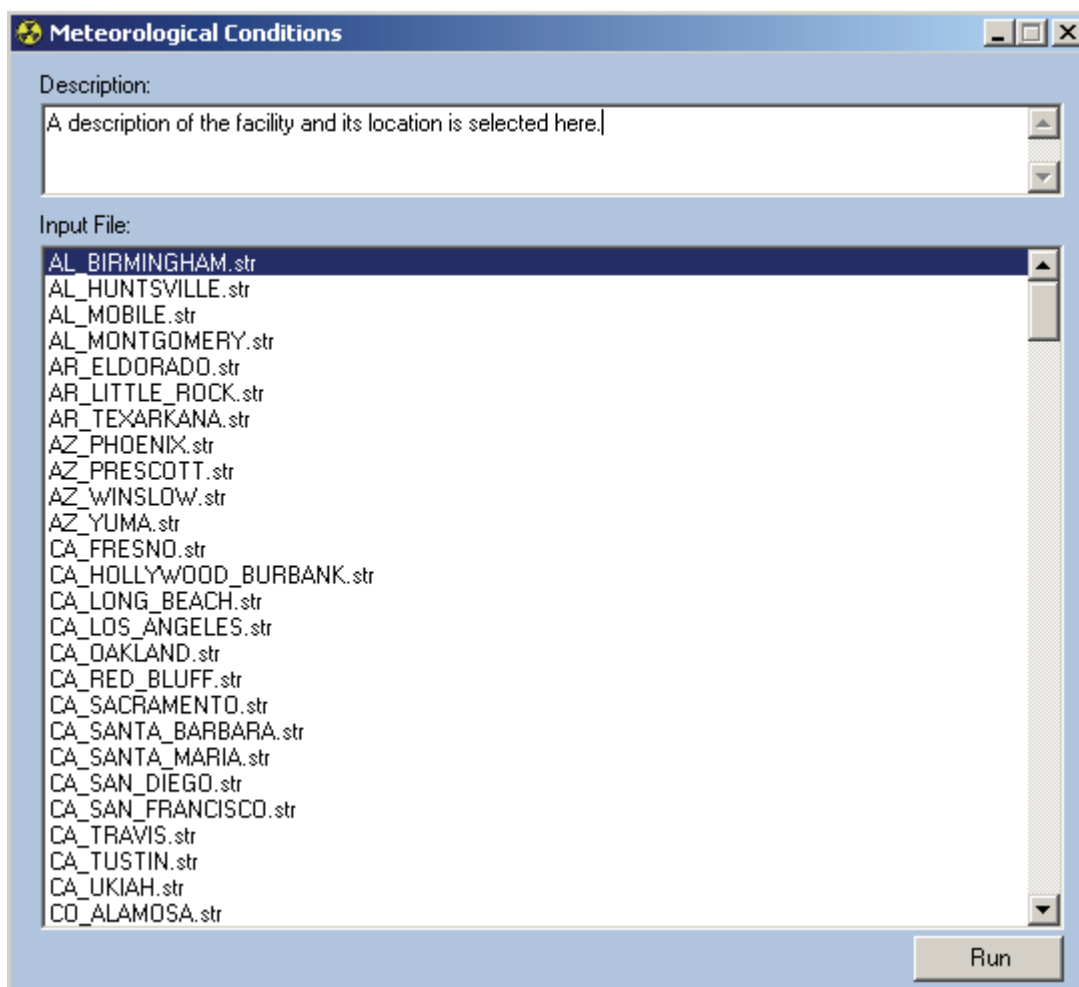 Meteorological Conditions
Description:
A description of the facility and its location is selected here.
Input File:
AL_BIRMINGHAM.str
AL_HUNTSVILLE.str
AL_MOBILE.str
AL_MONTGOMERY.str
AR_ELDORADO.str
AR_LITTLE_ROCK.str
AR_TEXARKANA.str
AZ_PHOENIX.str
AZ_PRESCOTT.str
AZ_WINSLOW.str
AZ_YUMA.str
CA_FRESNO.str
CA_HOLLYWOOD_BURBANK.str
CA_LONG_BEACH.str
CA_LOS_ANGELES.str
CA_OAKLAND.str
CA_RED_BLUFF.str
CA_SACRAMENTO.str
CA_SANTA_BARBARA.str
CA_SANTA_MARIA.str
CA_SAN_DIEGO.str
CA_SAN_FRANCISCO.str
CA_TRAVIS.str
CA_TUSTIN.str
CA_UKIAH.str
CO_ALAMOSA.str
Run